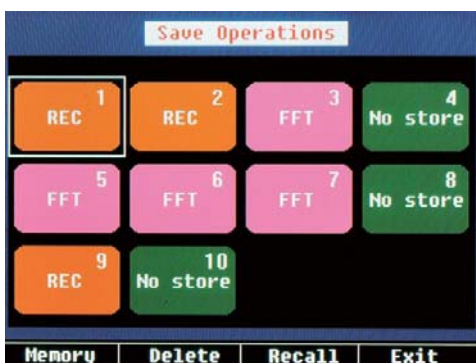 Save Operations
1 2 3 4
REC REC FFT No store
5 6 7 8
FFT FFT FFT No store
9 10
REC No store
Memory Delete Recall Exit